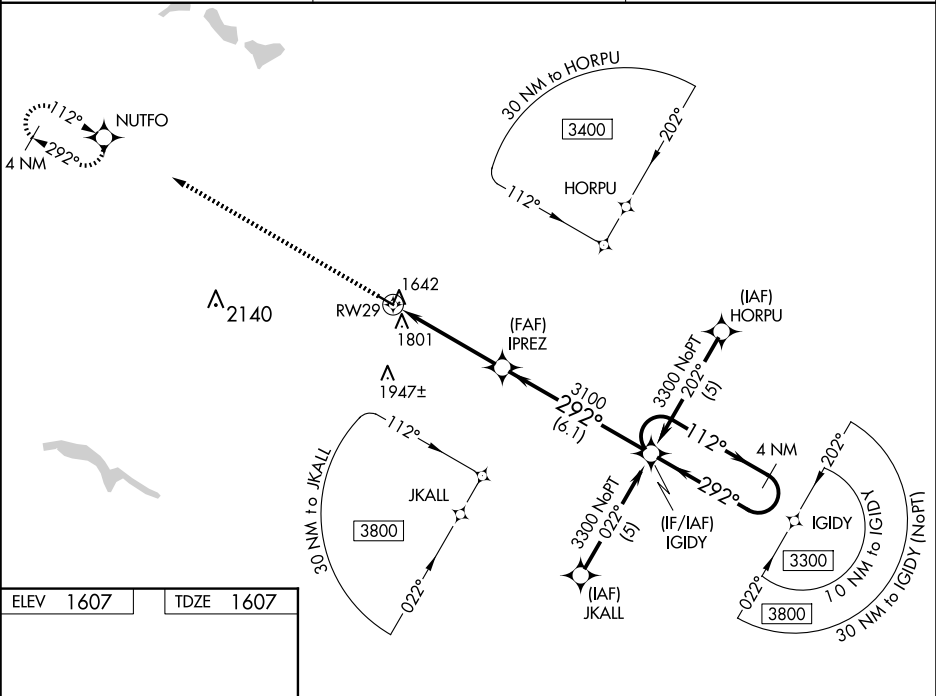 30 NM to HORPU
3400
202°
HORPU
112°
112°
NUTFO
292°
4 NM
1642
RW29
2140
1801
1947±
(FAF)
IPREZ
(IAF)
HORPU
3300 NoPT
202°
(5)
3100
292°
(6.1)
112°
4 NM
292°
(IF/IAF)
IGIDY
3300 NoPT
022°
(5)
(IAF)
JKALL
112°
JKALL
30 NM to JKALL
3800
022°
202°
IGIDY
3300
10 NM to IGIDY
022°
3800
30 NM to IGIDY (NoPT)
ELEV 1607
TDZE 1607